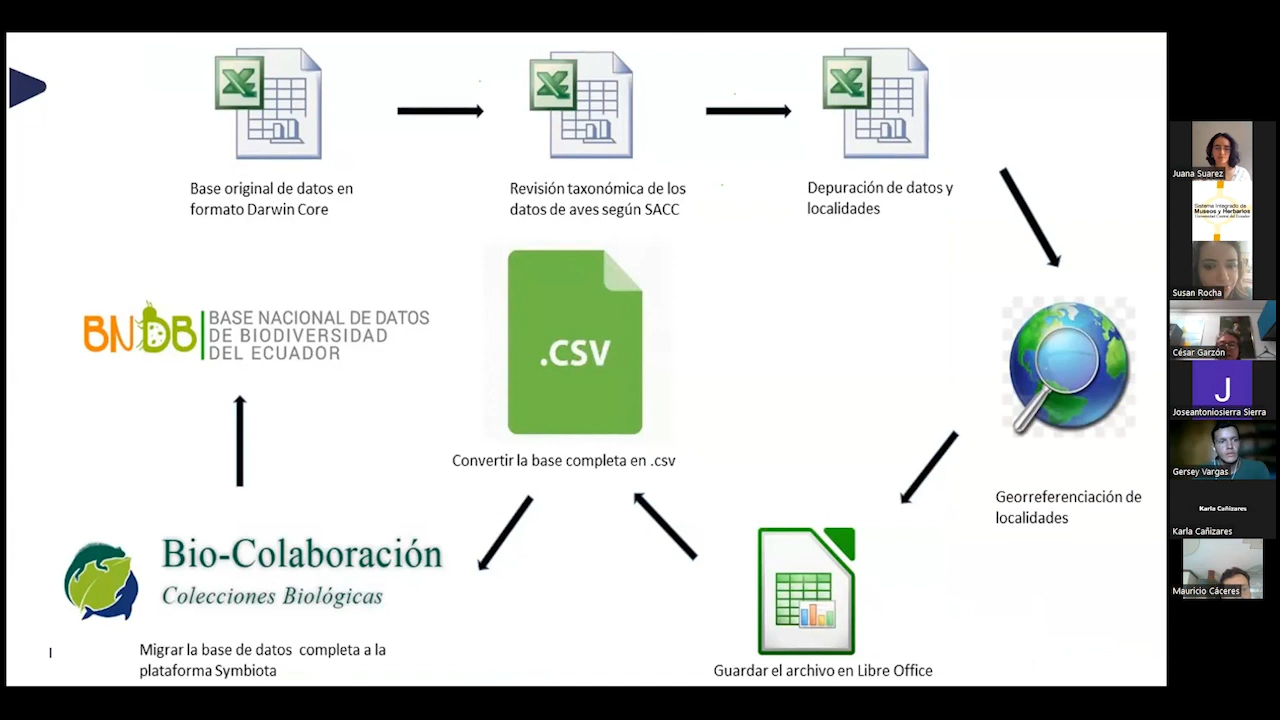 Base original de datos en
formato Darwin Core
Revisión taxonómica de los
datos de aves según SACC
Depuración de datos y
localidades
Georreferenciación de
localidades
Guardar el archivo en Libre Office
.CSV
Convertir la base completa en .csv
Bio-Colaboración
Colecciones Biológicas
Migrar la base de datos completa a la
plataforma Symbiota
BNDB
BASE NACIONAL DE DATOS
DE BIODIVERSIDAD
DEL ECUADOR
Juana Suarez
Sistema Integrado de
Museos y Herbarios
Universidad Central del Ecuador
Susan Rocha
César Garzón
J
Joseantoniosierra Sierra
Gersey Vargas
Karla Cañizares
Karla Cañizares
Mauricio Cáceres